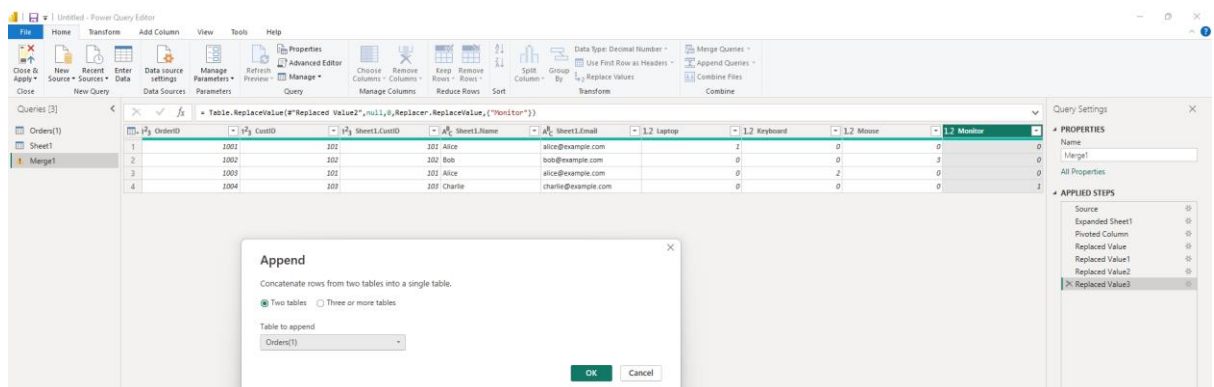 Untitled - Power Query Editor
File Home Transform Add Column View Tools Help
Close & Apply
New Source
Recent Sources
Enter Data
Data source settings
Manage Parameters
Refresh Preview
Properties
Advanced Editor
Manage
Choose Columns
Remove Columns
Keep Rows
Remove Rows
Split Column
Group By
Data Type: Decimal Number
Use First Row as Headers
Replace Values
Merge Queries
Append Queries
Combine Files
Close New Query Data Sources Parameters Query Manage Columns Reduce Rows Sort Transform Combine
Queries [3]
Orders(1)
Sheet1
Merge1
= Table.ReplaceValue(#"Replaced Value2",null,0,Replacer.ReplaceValue,{"Monitor"})
OrderID CustID Sheet1.CustID Sheet1.Name Sheet1.Email 1.2 Laptop 1.2 Keyboard 1.2 Mouse 1.2 Monitor
1 1001 101 101 Alice alice@example.com 1 0 0 0
2 1002 102 102 Bob bob@example.com 0 0 3 0
3 1003 101 101 Alice alice@example.com 0 2 0 0
4 1004 103 103 Charlie charlie@example.com 0 0 0 1
Append
Concatenate rows from two tables into a single table.
Two tables Three or more tables
Table to append
Orders(1)
OK Cancel
Query Settings
PROPERTIES
Name
Merge1
All Properties
APPLIED STEPS
Source
Expanded Sheet1
Pivoted Column
Replaced Value
Replaced Value1
Replaced Value2
Replaced Value3